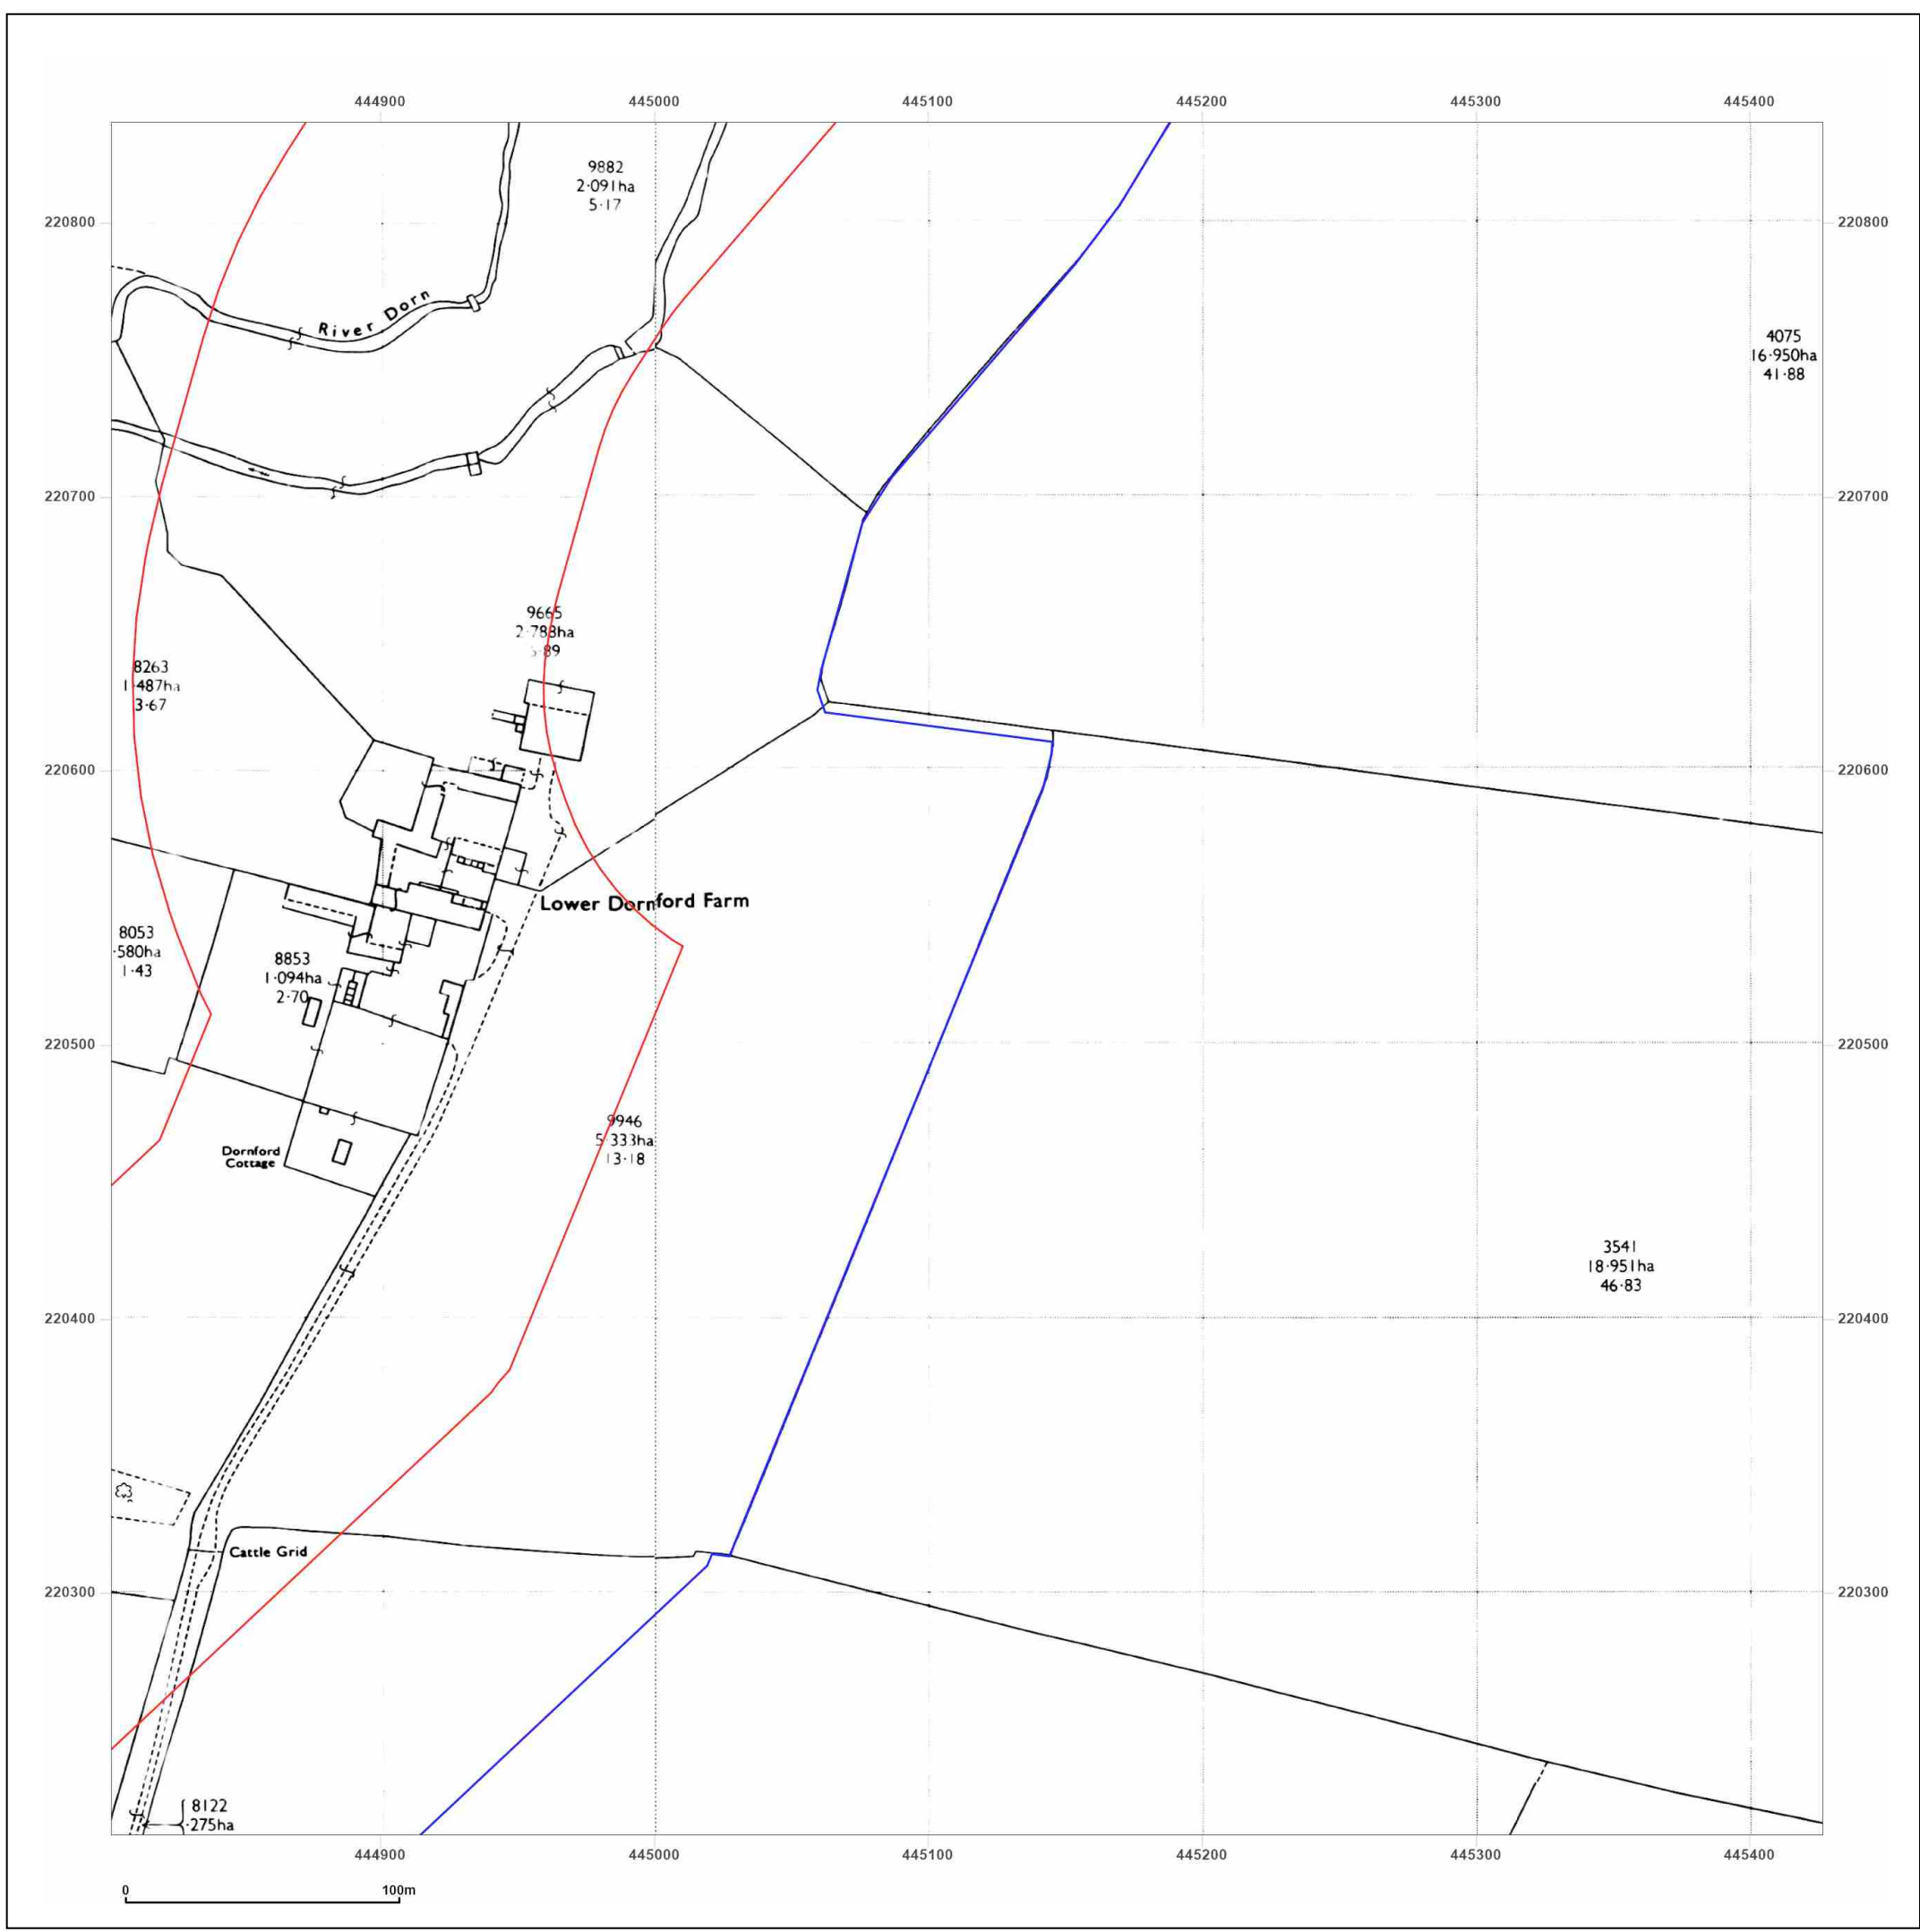 444900 445000 445100 445200 445300 445400
9882
2·091ha
5·17
220800 220800
River Dorn
4075
16·950ha
41·88
220700 220700
9665
2·788ha
·89
8263
1·487ha
3·67
220600 220600
Lower Dornford Farm
8053
·580ha
1·43
8853
1·094ha
2·70
220500 220500
9946
5·333ha
13·18
Dornford
Cottage
3541
18·951ha
46·83
220400 220400
Cattle Grid
220300 220300
8122
·275ha
444900 445000 445100 445200 445300 445400
0 100m